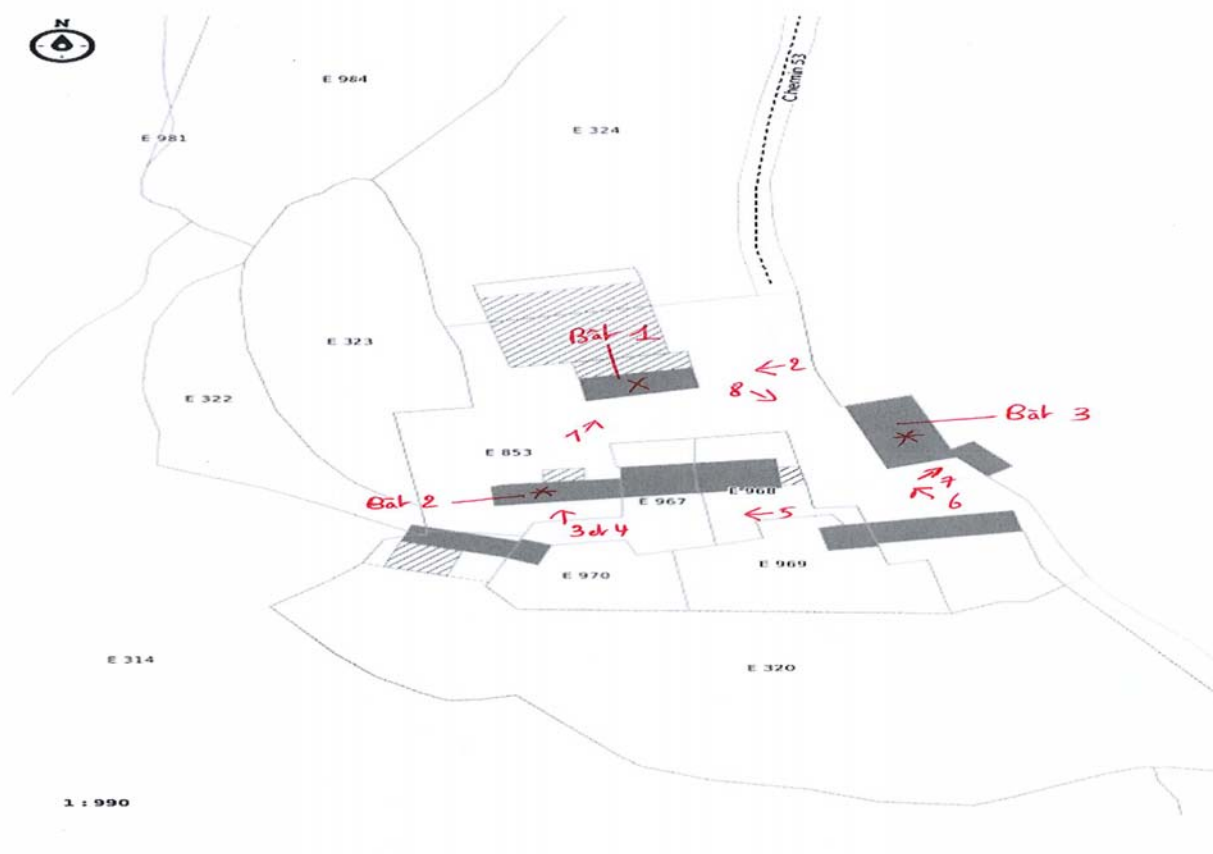 N
E 984
Chemin 53
E 324
E 981
Bât 1
E 323
← 2
E 322
8
Bât 3
1
E 853
E 968
7
Bât 2
E 967
6
← 5
3 et 4
E 969
E 970
E 314
E 320
1 : 990